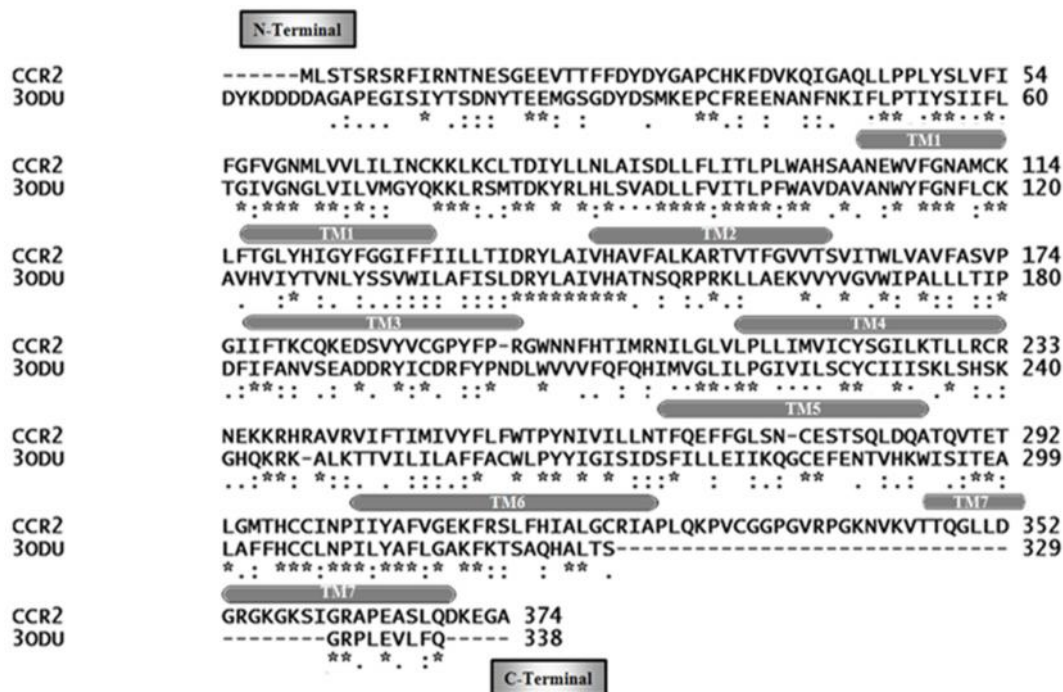 N-Terminal
CCR2 ------MLSTSRSRFIRNTNESGEEVTTFFDYDYGAPCHKFDVKQIGAQLLPPLYSLVFI 54
3ODU DYKDDDDAGAPEGISIYTSDNYTEEMGSGDYDSMKEPCFREENANFNKIFLPTIYSIIFL 60
.:... * .::: ** .: . ** : : :. :** .:**::*:
TM1
CCR2 FGFVGNMLVVLILINCKKLKCLTDIYLLNLAISDLLFLITLPLWAHSAANEWVFGNAMCK 114
3ODU TGIVGNGLVILVMGYQKKLRSMTDKYRLHLSVADLLFVITLPFWAVDAVANWYFGNFLCK 120
*:*** **:*:: ***.:** * *:*:::****:****:** .*. :* *** :**
TM1 TM2
CCR2 LFTGLYHIGYFGGIFFIILLTIDRYLAIVHAVFALKARTVTFGVVTSVITWLVAVFASVP 174
3ODU AVHVIYTVNLYSSVWILAFISLDRYLAIVHATNSQRPRKLLAEKVVYVGVWIPALLLTIP 180
. :* :. :..:::: ::::*********. : :.*.: *. * .*: *:: ::*
TM3 TM4
CCR2 GIIFTKCQKEDSVYVCGPYFP-RGWNNFHTIMRNILGLVLPLLIMVICYSGILKTLLRCR 233
3ODU DFIFANVSEADDRYICDRFYPNDLWVVVFQFQHIMVGLILPGIVILSCYCIIISKLSHSK 240
.:**:: .: *. *:*. ::* * . : : ::**:** ::: **. *:..* :.:
TM5
CCR2 NEKKRHRAVRVIFTIMIVYFLFWTPYNIVILLNTFQEFFGLSN-CESTSQLDQATQVTET 292
3ODU GHQKRK-ALKTTVILILAFFACWLPYYIGISIDSFILLEIIKQGCEFENTVHKWISITEA 299
..:**: *::. . :::.:* * ** * * :::* : :.: ** . :.: .:**:
TM6 TM7
CCR2 LGMTHCCINPIIYAFVGEKFRSLFHIALGCRIAPLQKPVCGGPGVRPGKNVKVTTQGLLD 352
3ODU LAFFHCCLNPILYAFLGAKFKTSAQHALTS------------------------------ 329
*.: ***:***:***:* **:: : ** .
TM7
CCR2 GRGKGKSIGRAPEASLQDKEGA 374
3ODU --------GRPLEVLFQ----- 338
**. *. :*
C-Terminal